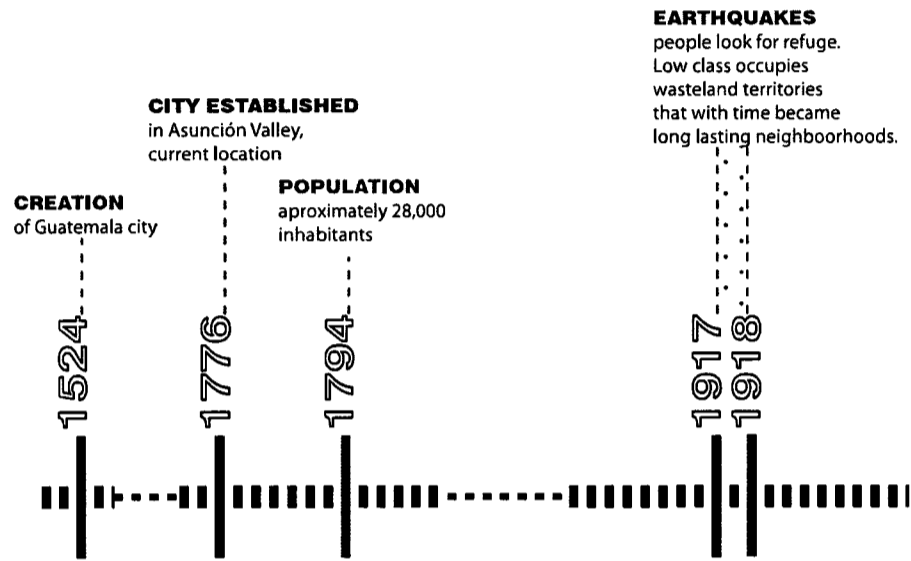 CREATION
of Guatemala city
1524
CITY ESTABLISHED
in Asunción Valley,
current location
1776
POPULATION
aproximately 28,000
inhabitants
1794
EARTHQUAKES
people look for refuge.
Low class occupies
wasteland territories
that with time became
long lasting neighboorhoods.
1917
1918